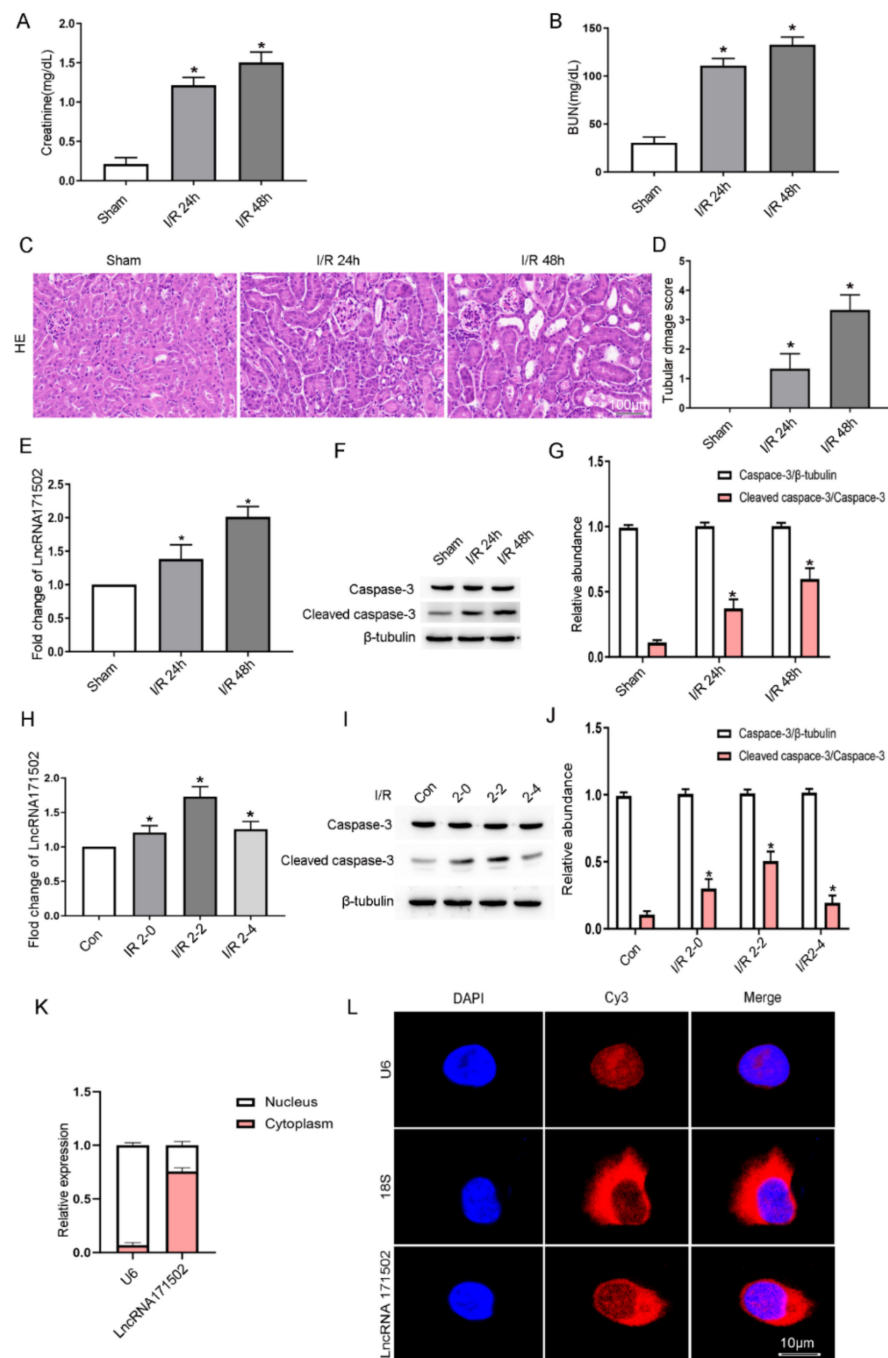 A
Creatinine(mg/dL)
2.0
1.5
1.0
0.5
0.0
*
*
Sham
I/R 24h
I/R 48h
B
BUN(mg/dL)
150
100
50
0
*
*
Sham
I/R 24h
I/R 48h
C
Sham
I/R 24h
I/R 48h
HE
100μm
D
Tubular dmage score
5
4
3
2
1
0
*
*
Sham
I/R 24h
I/R 48h
E
Fold change of LncRNA171502
2.5
2.0
1.5
1.0
0.5
0.0
*
*
Sham
I/R 24h
I/R 48h
F
Sham
I/R 24h
I/R 48h
Caspase-3
Cleaved caspase-3
β-tubulin
G
Caspace-3/β-tubulin
Cleaved caspase-3/Caspase-3
Relative abundance
1.5
1.0
0.5
0.0
*
*
Sham
I/R 24h
I/R 48h
H
Flod change of LncRNA171502
2.0
1.5
1.0
0.5
0.0
*
*
*
Con
IR 2-0
I/R 2-2
I/R 2-4
I
I/R
Con
2-0
2-2
2-4
Caspase-3
Cleaved caspase-3
β-tubulin
J
Caspace-3/β-tubulin
Cleaved caspase-3/Caspase-3
Relative abundance
1.5
1.0
0.5
0.0
*
*
*
Con
I/R 2-0
I/R 2-2
I/R2-4
K
Relative expression
1.5
1.0
0.5
0.0
Nucleus
Cytoplasm
U6
LncRNA171502
L
DAPI
Cy3
Merge
U6
18S
LncRNA 171502
10μm